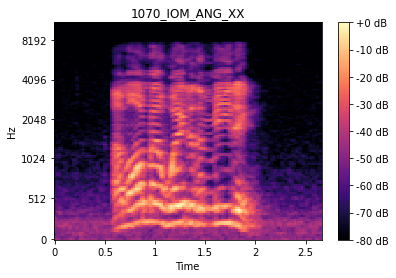 1070_IOM_ANG_XX
+0 dB
8192
-10 dB
4096
-20 dB
-30 dB
2048
Hz
-40 dB
1024
-50 dB
512
-60 dB
-70 dB
0
-80 dB
0 0.5 1 1.5 2 2.5
Time